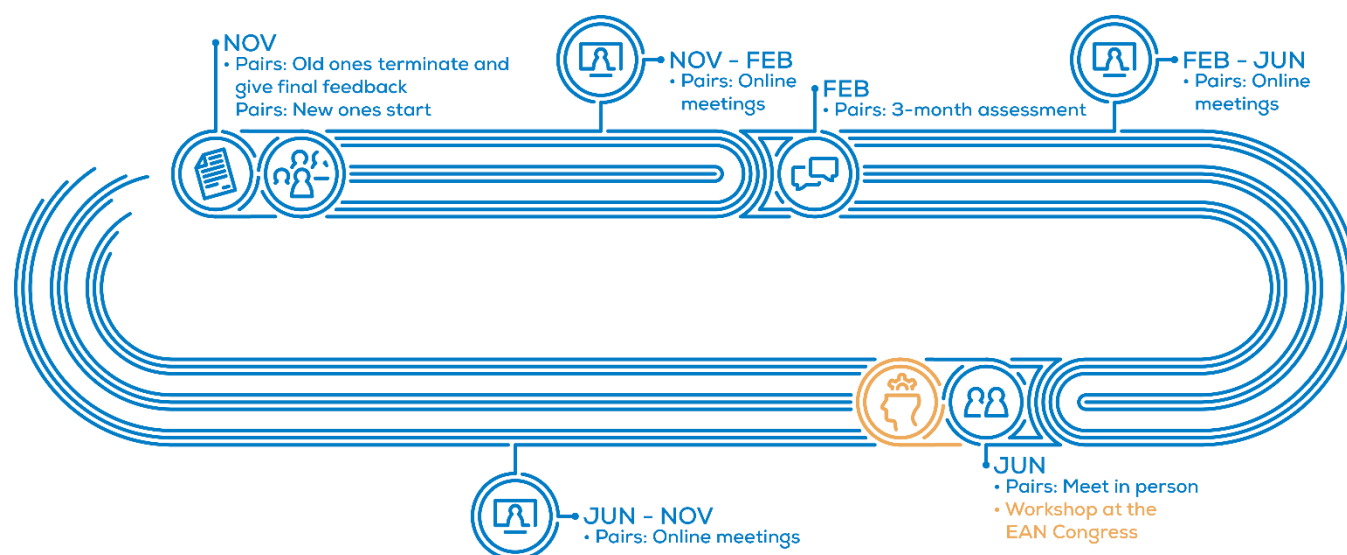 NOV
• Pairs: Old ones terminate and
give final feedback
Pairs: New ones start
NOV - FEB
• Pairs: Online
meetings
FEB
• Pairs: 3-month assessment
FEB - JUN
• Pairs: Online
meetings
JUN
• Pairs: Meet in person
• Workshop at the
EAN Congress
JUN - NOV
• Pairs: Online meetings